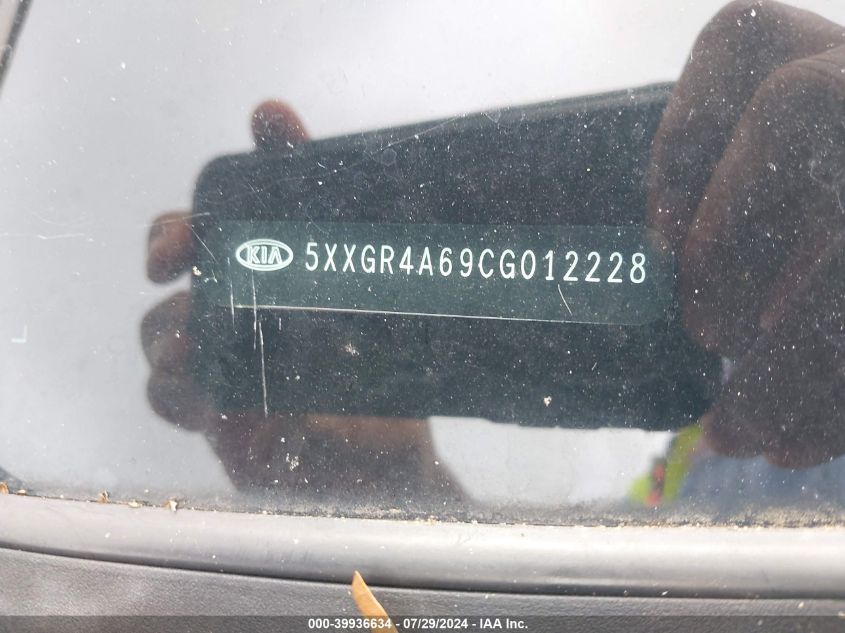 KIA 5XXGR4A69CG012228
000-39936634 / 07/29/2024 - IAA Inc.